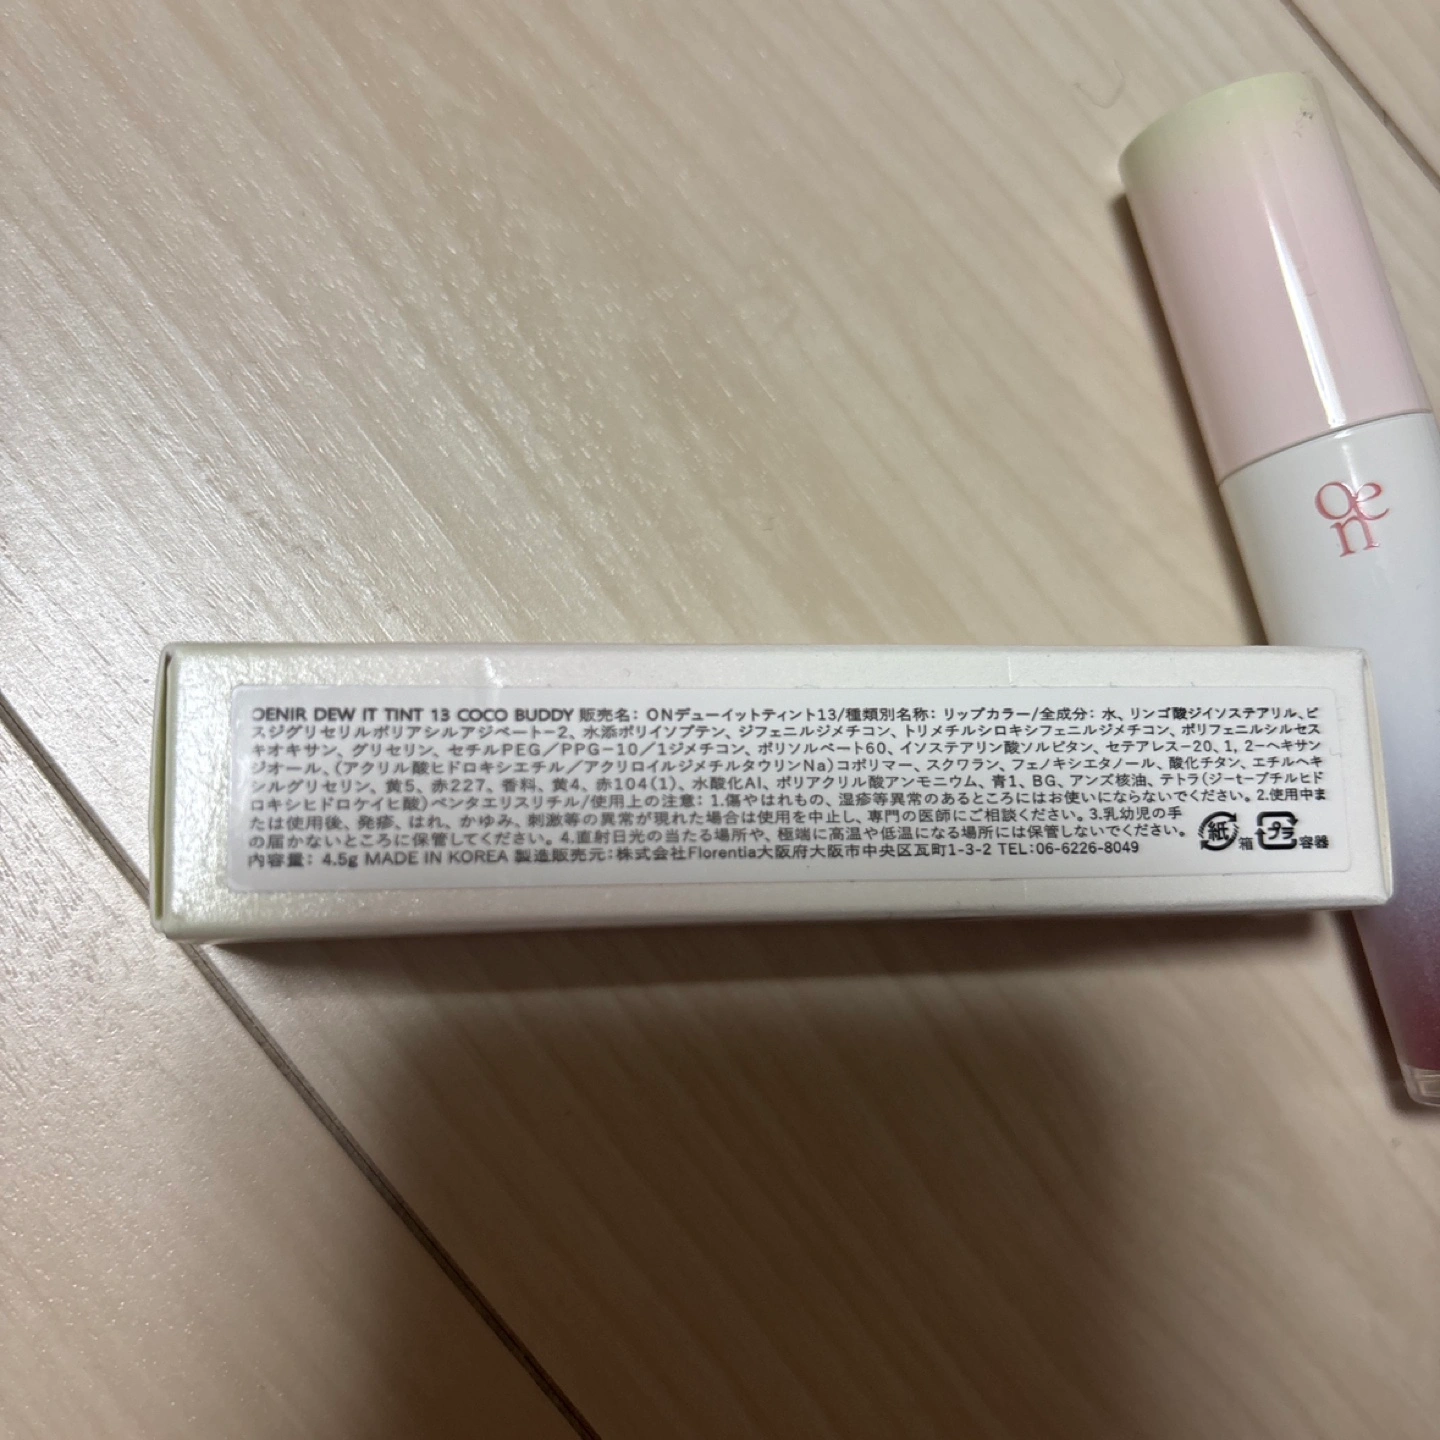 oen
OENIR DEW IT TINT 13 COCO BUDDY 販売名: ONデューイットティント13/種類別名称: リップカラー/全成分: 水、リンゴ酸ジイソステアリル、ビ
スジグリセリルポリアシルアジペート-2、水添ポリイソブテン、ジフェニルジメチコン、トリメチルシロキシフェニルジメチコン、ポリフェニルシルセス
キオキサン、グリセリン、セチルPEG/PPG-10/1ジメチコン、ポリソルベート60、イソステアリン酸ソルビタン、セテアレス-20、1, 2-ヘキサン
ジオール、(アクリル酸ヒドロキシエチル/アクリロイルジメチルタウリンNa)コポリマー、スクワラン、フェノキシエタノール、酸化チタン、エチルヘキ
シルグリセリン、黄5、赤227、香料、黄4、赤104(1)、水酸化Al、ポリアクリル酸アンモニウム、青1、BG、アンズ核油、テトラ(ジ-t-ブチルヒド
ロキシヒドロケイヒ酸)ペンタエリスリチル/使用上の注意: 1.傷やはれもの、湿疹等異常のあるところにはお使いにならないでください。2.使用中ま
たは使用後、発疹、はれ、かゆみ、刺激等の異常が現れた場合は使用を中止し、専門の医師にご相談ください。3.乳幼児の手
の届かないところに保管してください。4.直射日光の当たる場所や、極端に高温や低温になる場所には保管しないでください。
内容量: 4.5g MADE IN KOREA 製造販売元:株式会社Florentia大阪府大阪市中央区瓦町1-3-2 TEL:06-6226-8049
紙 箱 プラ 容器